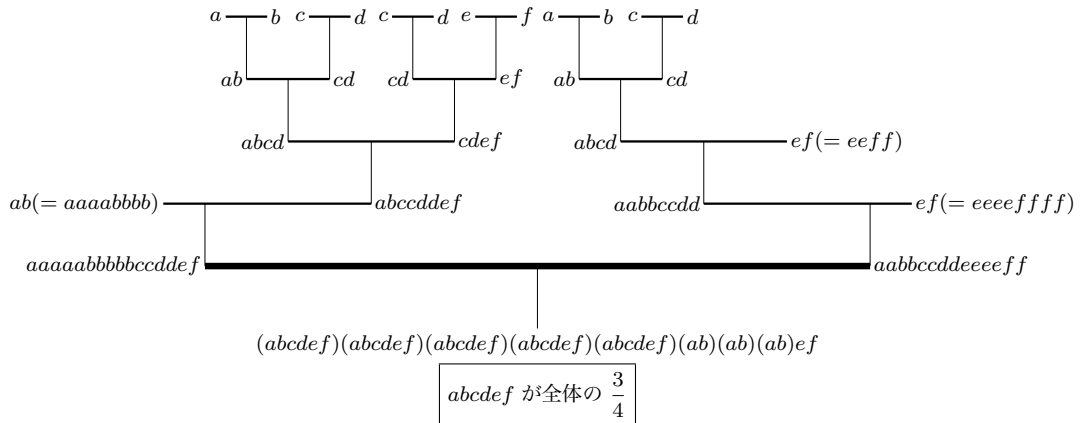 a b c d c d e f a b c d
ab cd cd ef ab cd
abcd cdef abcd ef(= eeff)
ab(= aaaabbbb) abccddef aabbccdd ef(= eeeeffff)
aaaaabbbbbccddef aabbccddeeeeff
(abcdef)(abcdef)(abcdef)(abcdef)(abcdef)(ab)(ab)(ab)ef
abcdef が全体の 3/4